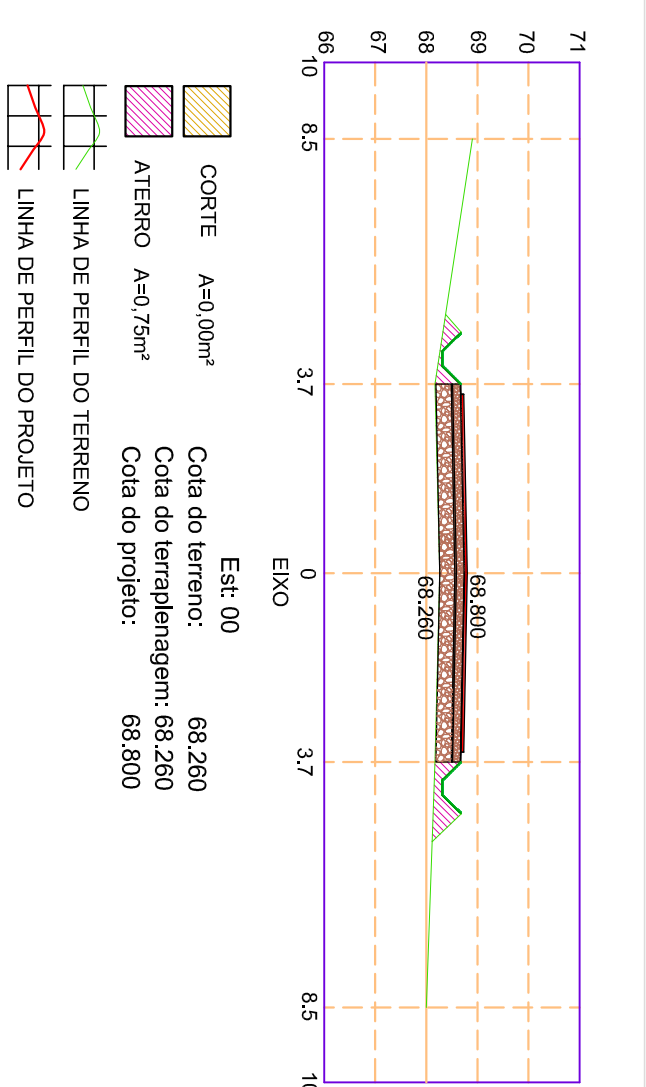 71
70
69
68
67
66
10
8.5
3.7
0
3.7
8.5
10
68.800
68.260
EIXO
Est: 00
CORTE A=0,00m²
Cota do terreno: 68.260
Cota do terraplenagem: 68.260
ATERRO A=0,75m²
Cota do projeto: 68.800
LINHA DE PERFIL DO TERRENO
LINHA DE PERFIL DO PROJETO